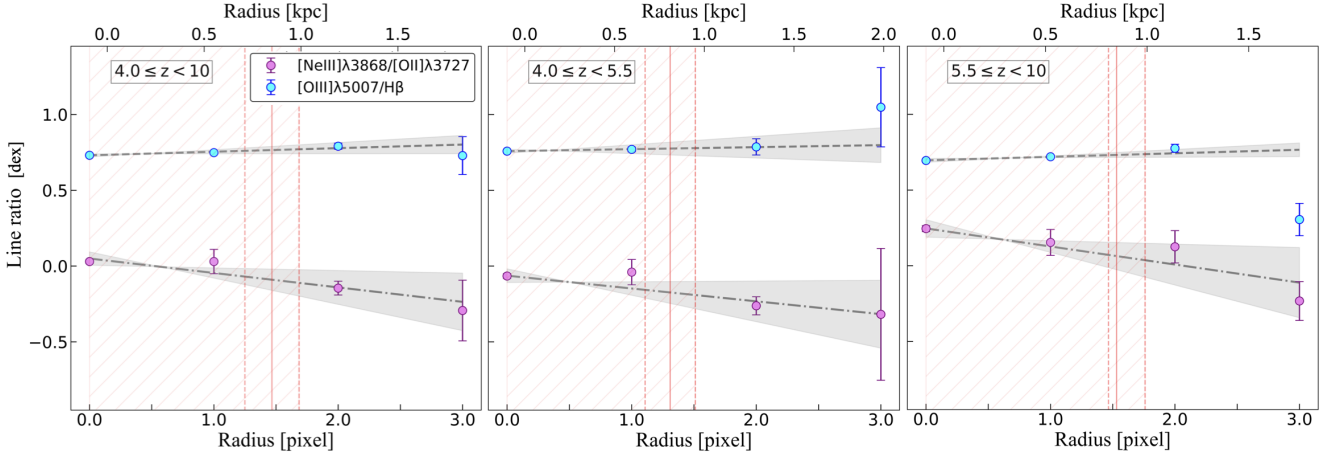 Radius [kpc] Radius [kpc] Radius [kpc]
0.0 0.5 1.0 1.5 0.0 0.5 1.0 1.5 2.0 0.0 0.5 1.0 1.5
4.0 ≤ z < 10 4.0 ≤ z < 5.5 5.5 ≤ z < 10
[NeIII]λ3868/[OII]λ3727
[OIII]λ5007/Hβ
1.0
0.5
0.0
−0.5
Line ratio [dex]
0.0 1.0 2.0 3.0 0.0 1.0 2.0 3.0 0.0 1.0 2.0 3.0
Radius [pixel] Radius [pixel] Radius [pixel]